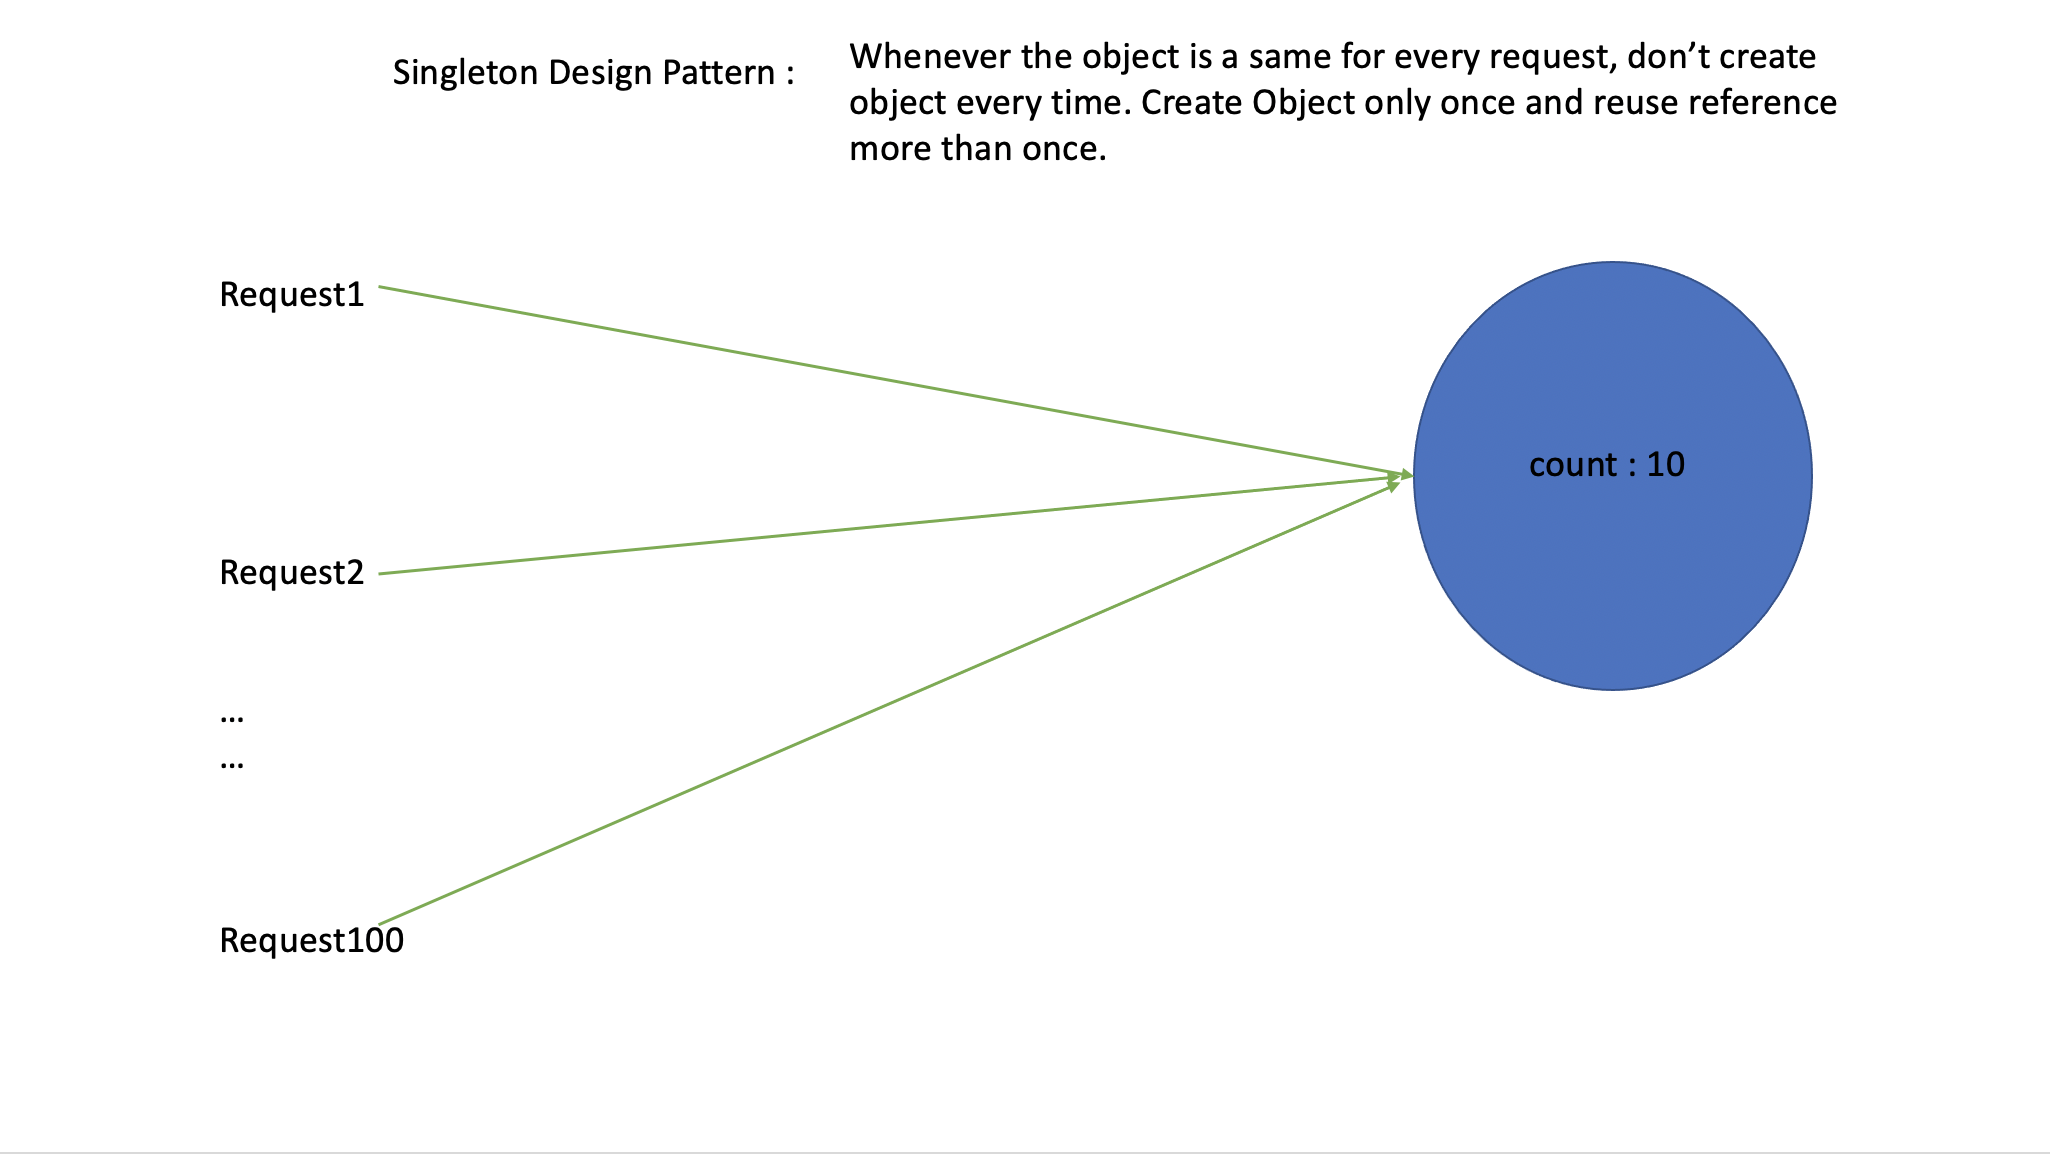 Singleton Design Pattern :
Whenever the object is a same for every request, don’t create
object every time. Create Object only once and reuse reference
more than once.
Request1
count : 10
Request2
...
...
Request100